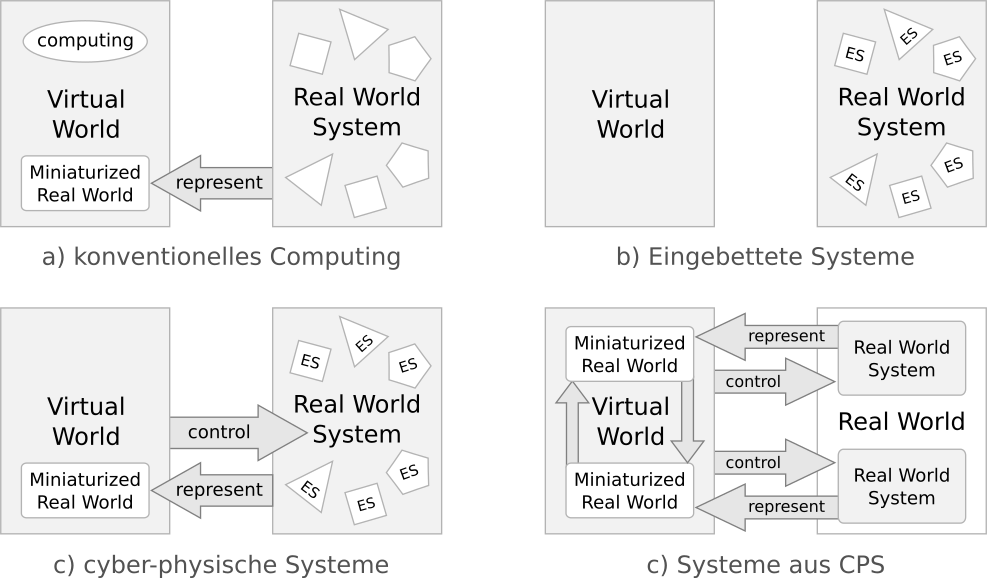 computing
Virtual
World
Miniaturized
Real World
represent
Real World
System
a) konventionelles Computing
Virtual
World
ES
ES
ES
Real World
System
ES
ES
ES
b) Eingebettete Systeme
Virtual
World
Miniaturized
Real World
control
represent
ES
ES
ES
Real World
System
ES
ES
ES
c) cyber-physische Systeme
Miniaturized
Real World
Virtual
World
Miniaturized
Real World
represent
control
control
represent
Real World
System
Real World
Real World
System
c) Systeme aus CPS